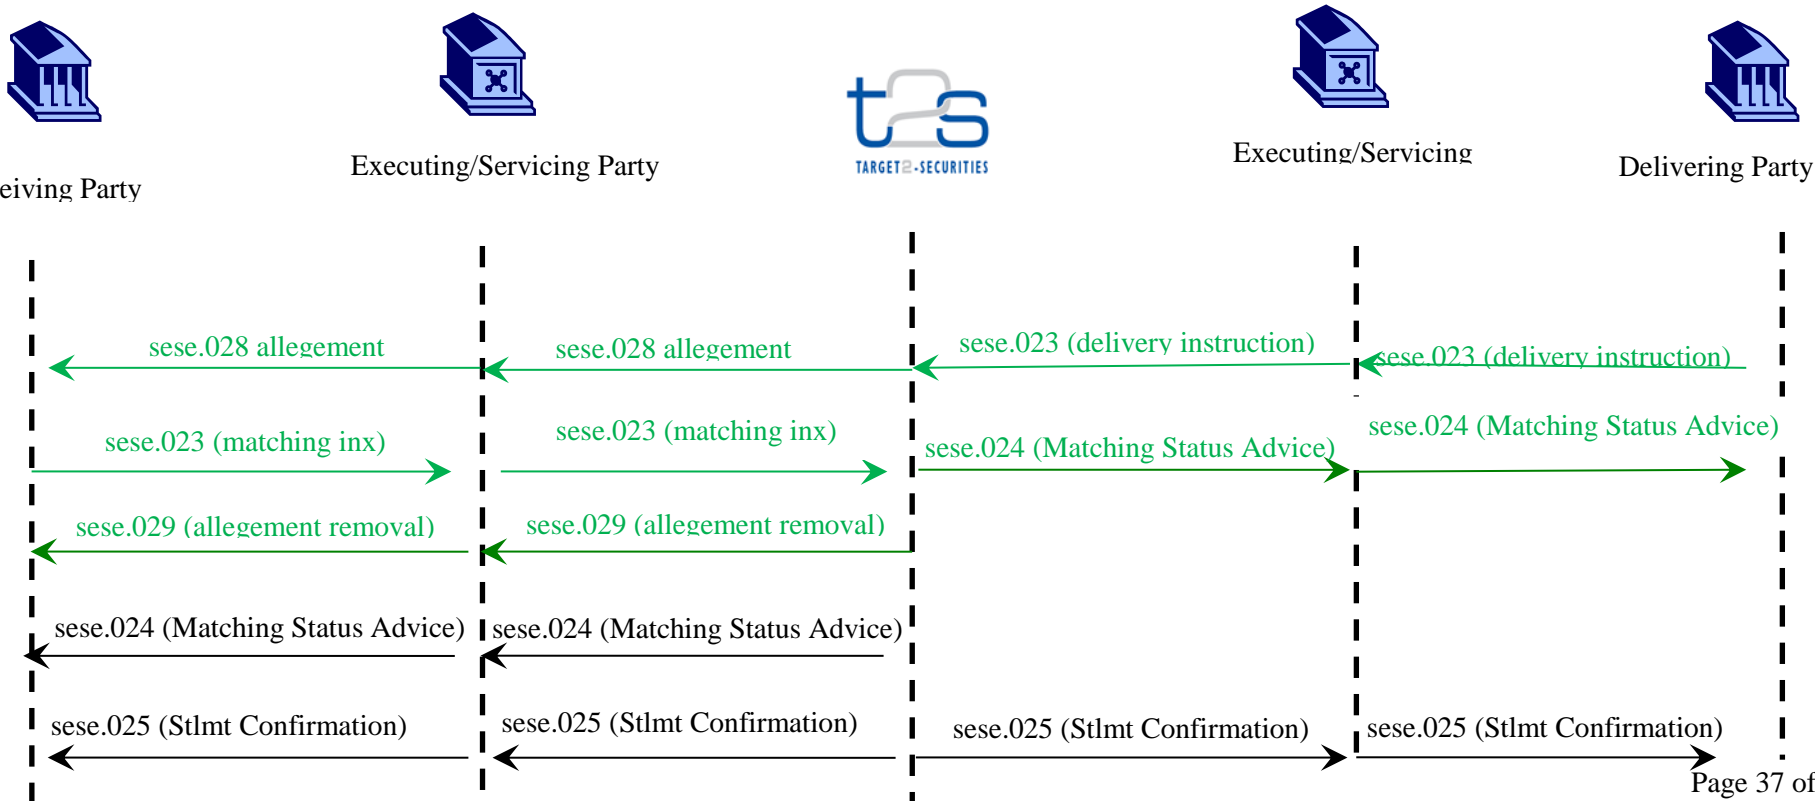 t2s
TARGET2-SECURITIES
Executing/Servicing Party
Executing/Servicing
Delivering Party
eiving Party
sese.028 allegement
sese.028 allegement
sese.023 (delivery instruction)
sese.023 (delivery instruction)
sese.023 (matching inx)
sese.023 (matching inx)
sese.024 (Matching Status Advice)
sese.024 (Matching Status Advice)
sese.029 (allegement removal)
sese.029 (allegement removal)
sese.024 (Matching Status Advice)
sese.024 (Matching Status Advice)
sese.025 (Stlmt Confirmation)
sese.025 (Stlmt Confirmation)
sese.025 (Stlmt Confirmation)
sese.025 (Stlmt Confirmation)
Page 37 of